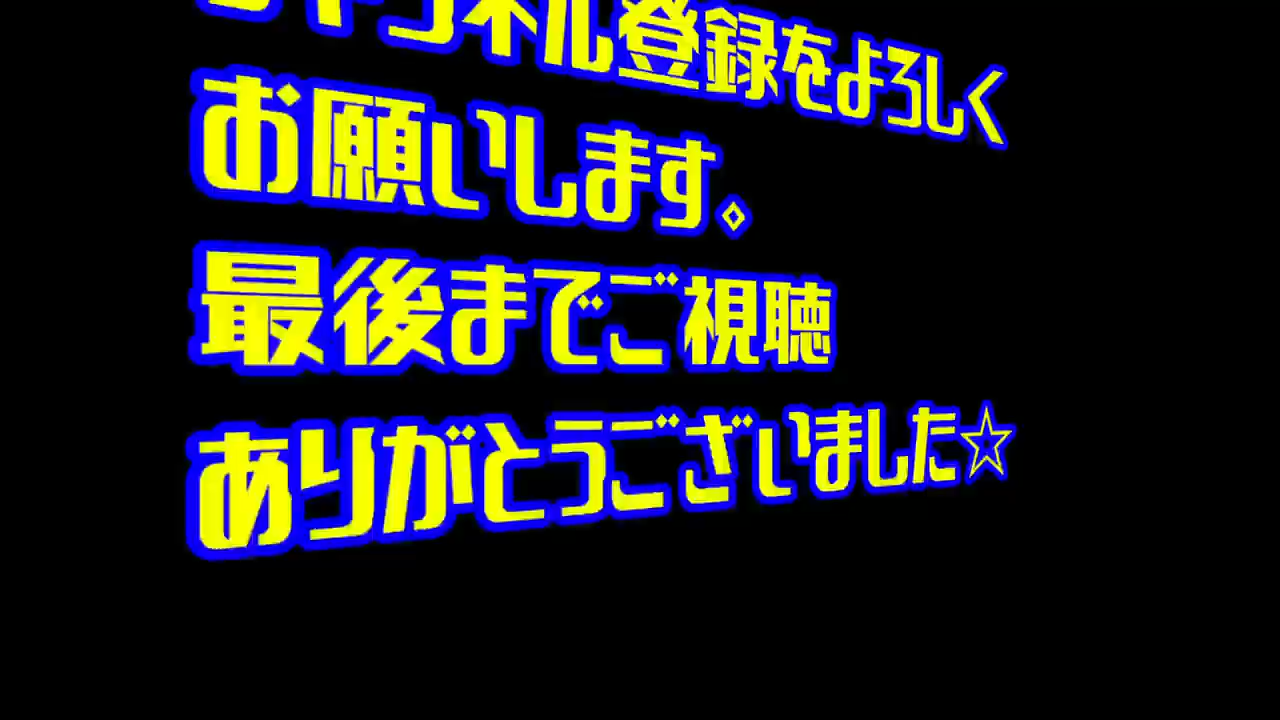 チャンネル登録をよろしく
お願いします。
最後までご視聴
ありがとうございました☆